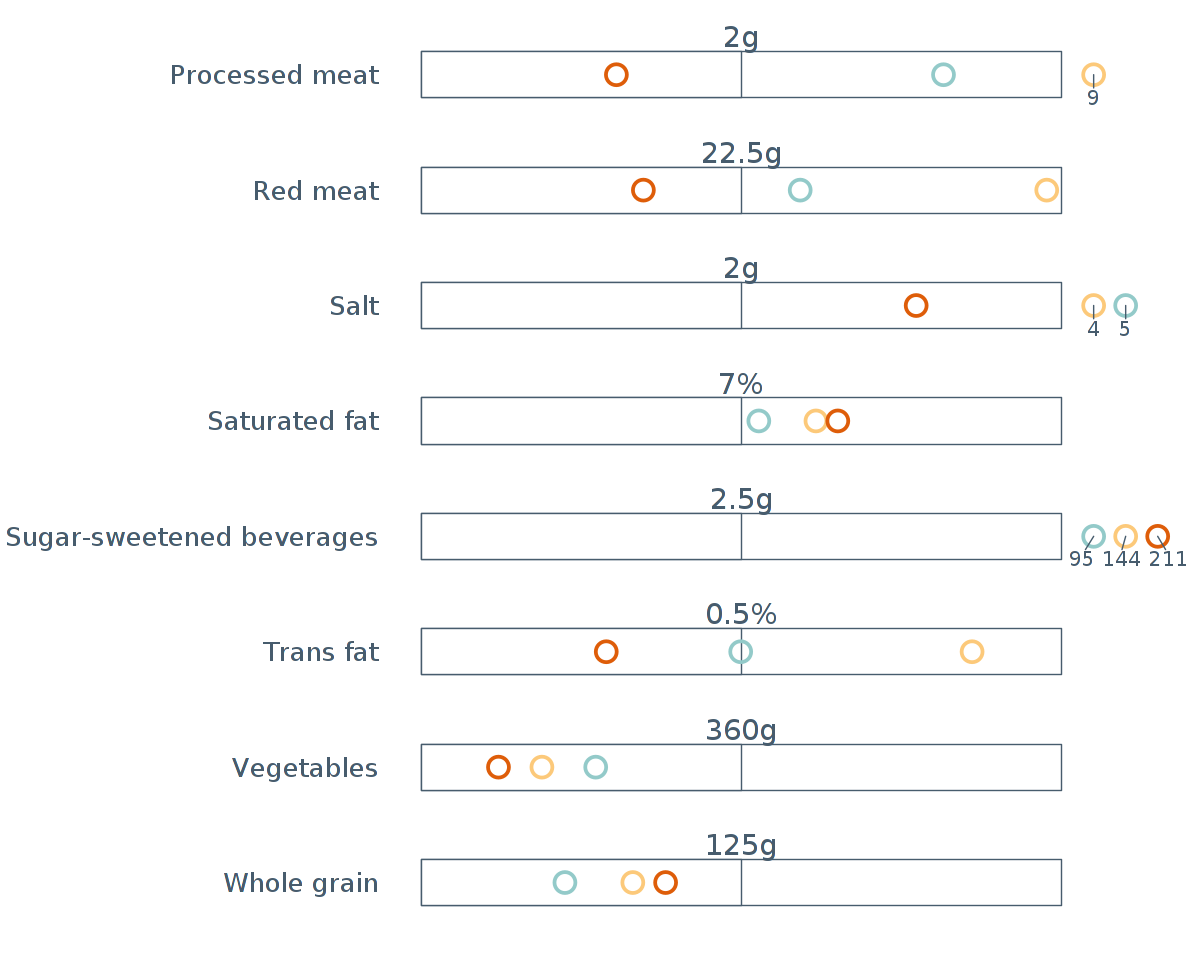 2g
Processed meat
9
22.5g
Red meat
2g
Salt
4 5
7%
Saturated fat
2.5g
Sugar-sweetened beverages
95 144 211
0.5%
Trans fat
360g
Vegetables
125g
Whole grain